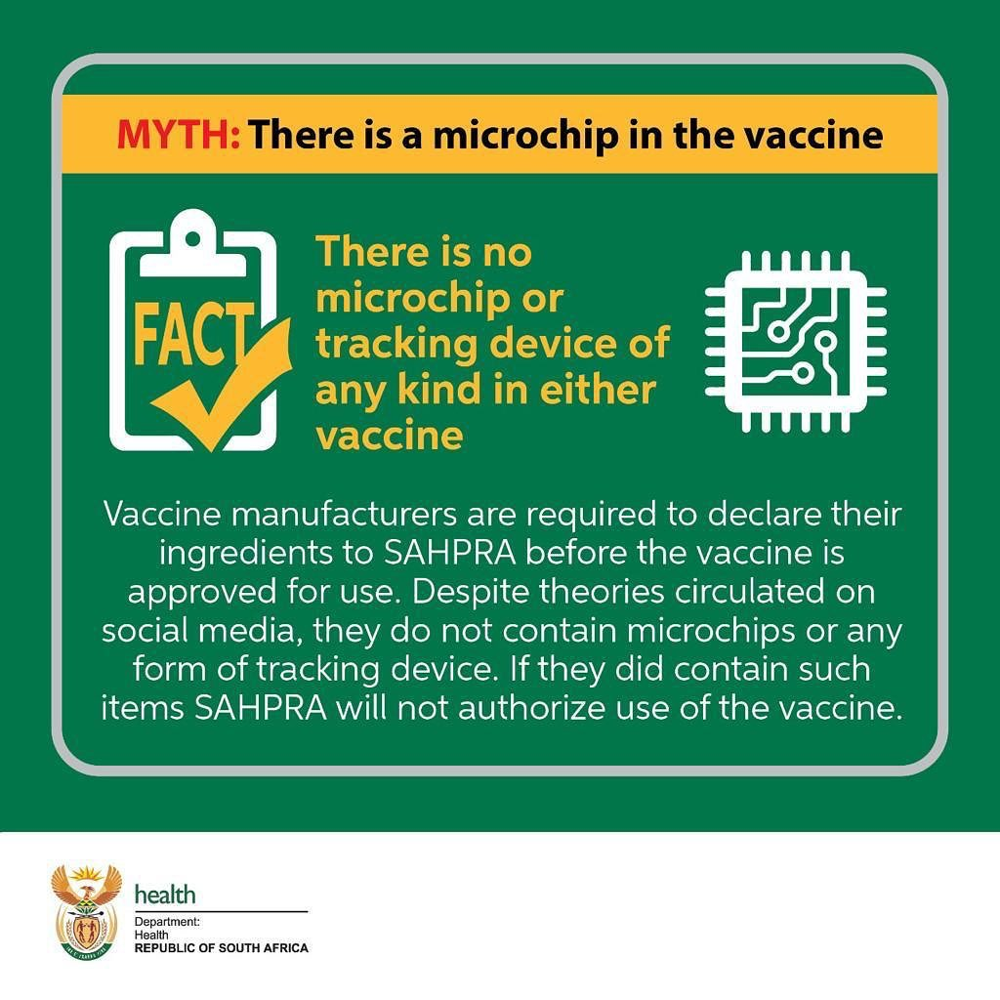 MYTH: There is a microchip in the vaccine
FACT
There is no
microchip or
tracking device of
any kind in either
vaccine
Vaccine manufacturers are required to declare their
ingredients to SAHPRA before the vaccine is
approved for use. Despite theories circulated on
social media, they do not contain microchips or any
form of tracking device. If they did contain such
items SAHPRA will not authorize use of the vaccine.
health
Department:
Health
REPUBLIC OF SOUTH AFRICA